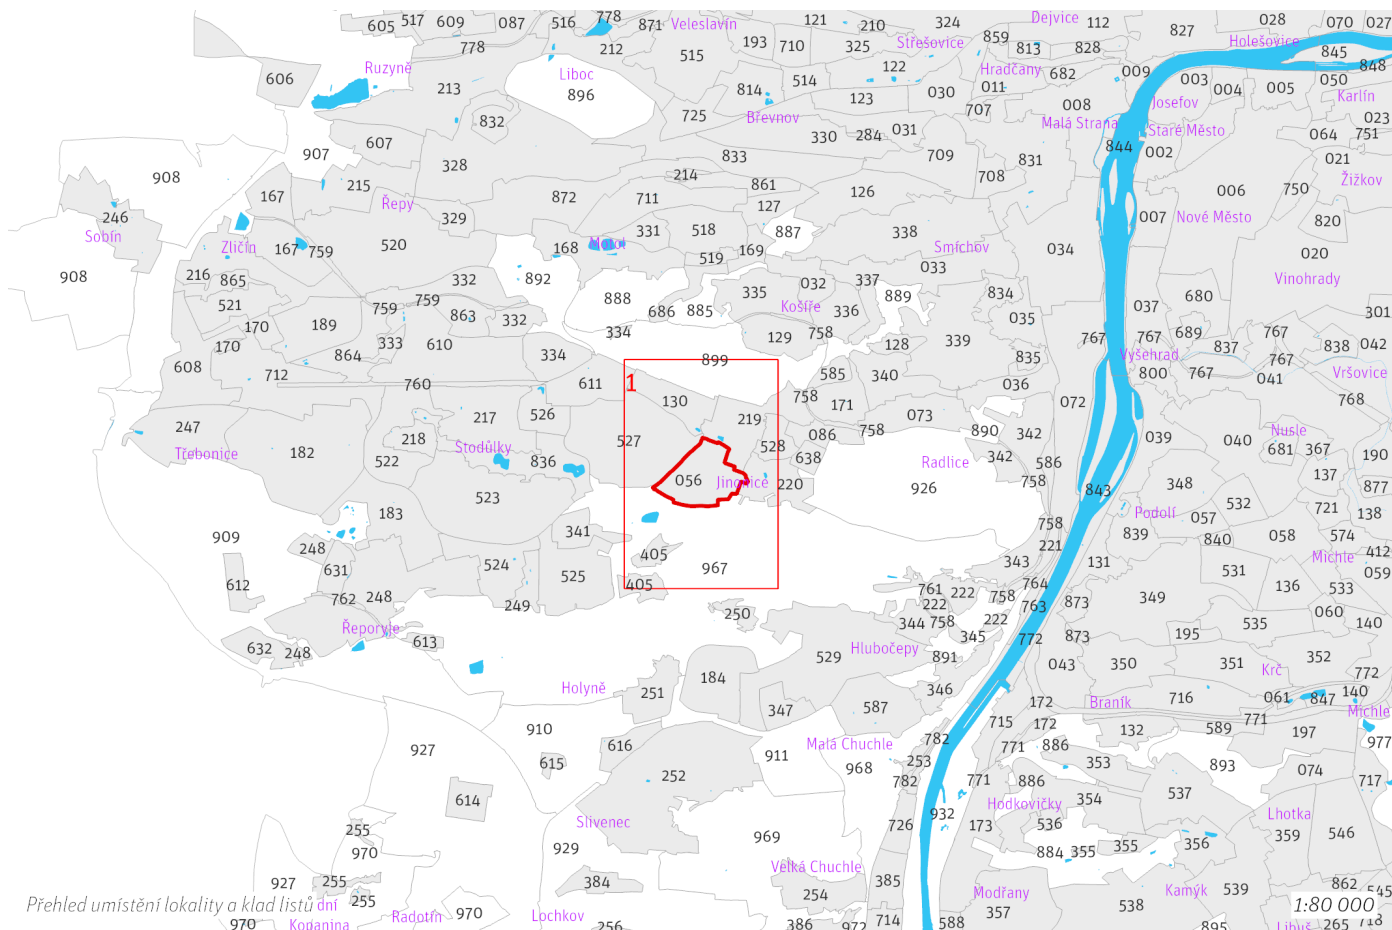 605 517 609 087 516 778 871 Veleslavín 121 210 324 Dejvice 112 827 028 070 027
778 212 515 193 710 325 Střešovice 859 813 828 Holešovice 845
606 Ruzyně Liboc 122 Hradčany 682 009 003 848
213 896 814 514 123 030 011 004 005 050 Karlín
832 725 Břevnov 707 008 Josefov 023
607 330 284 031 Malá Strana Staré Město 064 751
907 328 833 709 831 844 002 021
908 215 214 861 708 Žižkov
167 Řepy 872 711 127 126 006 750
246 329 331 518 887 338 007 Nové Město 820
Sobín Zličín 167 759 520 168 Motol 169 Smíchov 034 020
908 216 865 332 892 519 033 Vinohrady
521 759 759 888 335 032 337 889 834 680
170 189 863 332 686 885 Košíře 336 035 037 301
170 333 610 334 129 758 128 339 767 767 689 767
608 864 334 899 835 Vyšehrad 837 838 042
712 760 611 1 585 340 036 800 767 767 041 Vršovice
130 758 171 072 768
247 217 526 219 073
Třebonice 218 527 086 758 890 342 039 040 Nusle
182 Stodůlky 528 638 342 586 681 367 190
522 836 Radlice 758 137
523 056 Jinonice 220 926 843 348 877
183 Podolí 532 721 138
909 341 758 839 057 840 058 574
248 405 221 Michle 412
631 524 967 343 131 531 059
612 525 405 761 222 764 136 533
762 248 249 758 763 873 349 060
Řeporyje 250 222 344 758 222 535 140
613 345 772 873 195
632 248 529 Hlubočepy 891 043 350 351 352
Holyně 184 346 Krč 772
251 347 587 172 Braník 716 061 847 140
910 715 172 589 771 Michle
927 616 Malá Chuchle 782 771 886 132 197 977
615 911 968 253 353 893
252 782 771 886 074 717
614 Hodkovičky 354 537
255 Slivenec 726 932 173 536 Lhotka
970 929 969 884 355 355 356 359 546
927 255 384 Velká Chuchle 385
255 254 Modřany Kamýk 539 862 545
Přehled umístění lokality a klad listů dní 357 538 1:80 000
970 Kopanina Radotín 970 Lochkov 256 386 972 714 588 895 Libuš 265 718